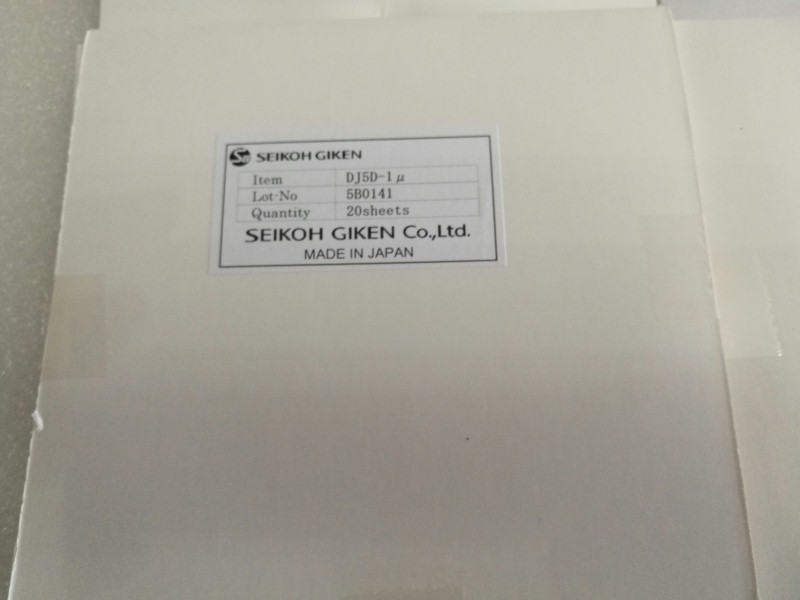 SEIKOH GIKEN
Item DJ5D-1μ
Lot-No 5B0141
Quantity 20sheets
SEIKOH GIKEN Co.,Ltd.
MADE IN JAPAN